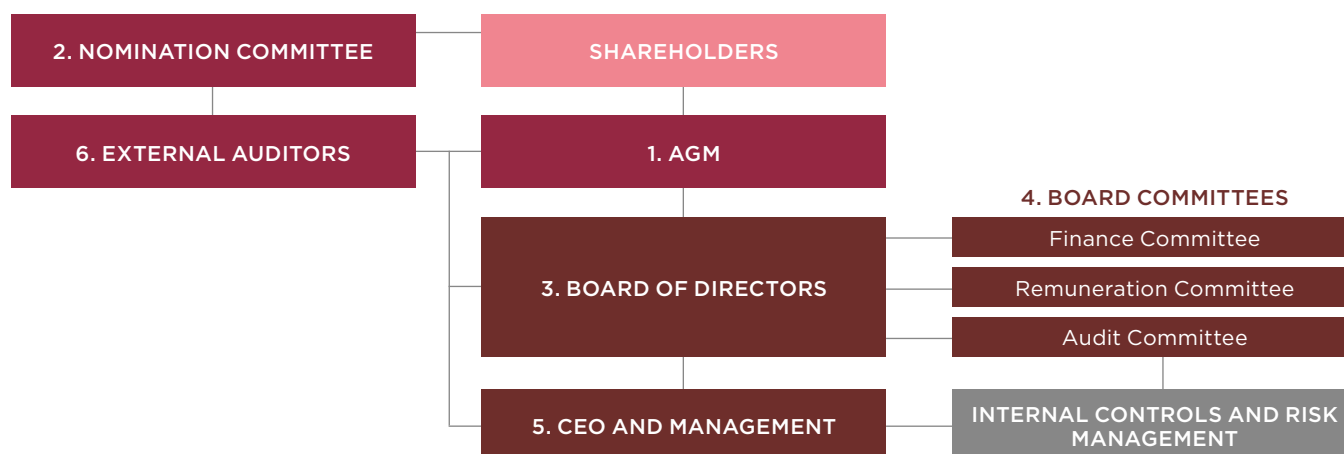 2. NOMINATION COMMITTEE
SHAREHOLDERS
6. EXTERNAL AUDITORS
1. AGM
4. BOARD COMMITTEES
Finance Committee
3. BOARD OF DIRECTORS
Remuneration Committee
Audit Committee
5. CEO AND MANAGEMENT
INTERNAL CONTROLS AND RISK
MANAGEMENT